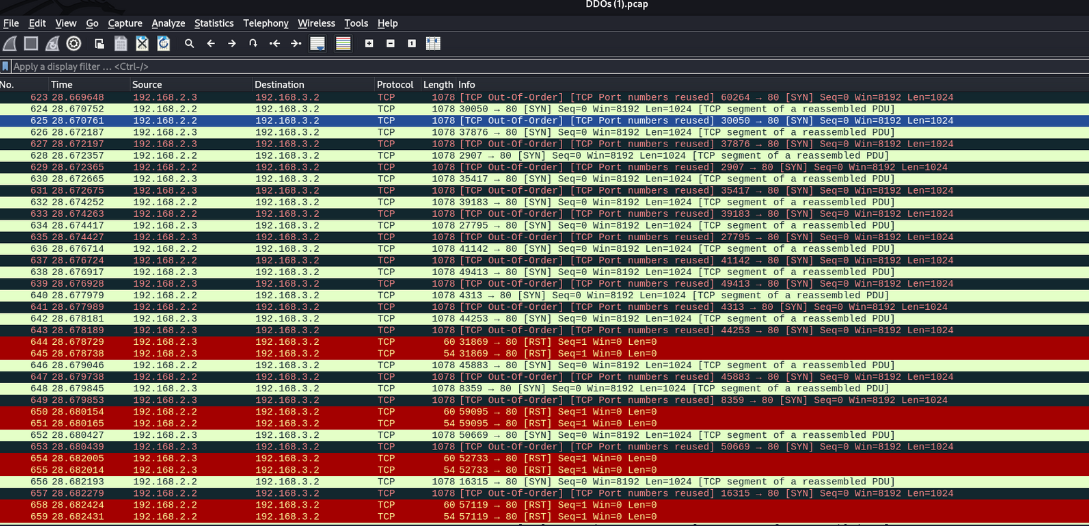 DDOs (1).pcap
File Edit View Go Capture Analyze Statistics Telephony Wireless Tools Help
Apply a display filter ... <Ctrl-/>
No. Time Source Destination Protocol Length Info
623 28.669648 192.168.2.3 192.168.3.2 TCP 1078 [TCP Out-Of-Order] [TCP Port numbers reused] 60264 → 80 [SYN] Seq=0 Win=8192 Len=1024
624 28.670752 192.168.2.2 192.168.3.2 TCP 1078 30050 → 80 [SYN] Seq=0 Win=8192 Len=1024 [TCP segment of a reassembled PDU]
625 28.670761 192.168.2.2 192.168.3.2 TCP 1078 [TCP Out-Of-Order] [TCP Port numbers reused] 30050 → 80 [SYN] Seq=0 Win=8192 Len=1024
626 28.672187 192.168.2.3 192.168.3.2 TCP 1078 37876 → 80 [SYN] Seq=0 Win=8192 Len=1024 [TCP segment of a reassembled PDU]
627 28.672197 192.168.2.3 192.168.3.2 TCP 1078 [TCP Out-Of-Order] [TCP Port numbers reused] 37876 → 80 [SYN] Seq=0 Win=8192 Len=1024
628 28.672357 192.168.2.2 192.168.3.2 TCP 1078 2907 → 80 [SYN] Seq=0 Win=8192 Len=1024 [TCP segment of a reassembled PDU]
629 28.672365 192.168.2.2 192.168.3.2 TCP 1078 [TCP Out-Of-Order] [TCP Port numbers reused] 2907 → 80 [SYN] Seq=0 Win=8192 Len=1024
630 28.672665 192.168.2.3 192.168.3.2 TCP 1078 35417 → 80 [SYN] Seq=0 Win=8192 Len=1024 [TCP segment of a reassembled PDU]
631 28.672675 192.168.2.3 192.168.3.2 TCP 1078 [TCP Out-Of-Order] [TCP Port numbers reused] 35417 → 80 [SYN] Seq=0 Win=8192 Len=1024
632 28.674252 192.168.2.2 192.168.3.2 TCP 1078 39183 → 80 [SYN] Seq=0 Win=8192 Len=1024 [TCP segment of a reassembled PDU]
633 28.674263 192.168.2.2 192.168.3.2 TCP 1078 [TCP Out-Of-Order] [TCP Port numbers reused] 39183 → 80 [SYN] Seq=0 Win=8192 Len=1024
634 28.674417 192.168.2.3 192.168.3.2 TCP 1078 27795 → 80 [SYN] Seq=0 Win=8192 Len=1024 [TCP segment of a reassembled PDU]
635 28.674427 192.168.2.3 192.168.3.2 TCP 1078 [TCP Out-Of-Order] [TCP Port numbers reused] 27795 → 80 [SYN] Seq=0 Win=8192 Len=1024
636 28.676714 192.168.2.2 192.168.3.2 TCP 1078 41142 → 80 [SYN] Seq=0 Win=8192 Len=1024 [TCP segment of a reassembled PDU]
637 28.676724 192.168.2.2 192.168.3.2 TCP 1078 [TCP Out-Of-Order] [TCP Port numbers reused] 41142 → 80 [SYN] Seq=0 Win=8192 Len=1024
638 28.676917 192.168.2.3 192.168.3.2 TCP 1078 49413 → 80 [SYN] Seq=0 Win=8192 Len=1024 [TCP segment of a reassembled PDU]
639 28.676928 192.168.2.3 192.168.3.2 TCP 1078 [TCP Out-Of-Order] [TCP Port numbers reused] 49413 → 80 [SYN] Seq=0 Win=8192 Len=1024
640 28.677979 192.168.2.2 192.168.3.2 TCP 1078 4313 → 80 [SYN] Seq=0 Win=8192 Len=1024 [TCP segment of a reassembled PDU]
641 28.677989 192.168.2.2 192.168.3.2 TCP 1078 [TCP Out-Of-Order] [TCP Port numbers reused] 4313 → 80 [SYN] Seq=0 Win=8192 Len=1024
642 28.678181 192.168.2.3 192.168.3.2 TCP 1078 44253 → 80 [SYN] Seq=0 Win=8192 Len=1024 [TCP segment of a reassembled PDU]
643 28.678189 192.168.2.3 192.168.3.2 TCP 1078 [TCP Out-Of-Order] [TCP Port numbers reused] 44253 → 80 [SYN] Seq=0 Win=8192 Len=1024
644 28.678729 192.168.2.3 192.168.3.2 TCP 60 31869 → 80 [RST] Seq=1 Win=0 Len=0
645 28.678738 192.168.2.3 192.168.3.2 TCP 54 31869 → 80 [RST] Seq=1 Win=0 Len=0
646 28.679046 192.168.2.2 192.168.3.2 TCP 1078 45883 → 80 [SYN] Seq=0 Win=8192 Len=1024 [TCP segment of a reassembled PDU]
647 28.679738 192.168.2.2 192.168.3.2 TCP 1078 [TCP Out-Of-Order] [TCP Port numbers reused] 45883 → 80 [SYN] Seq=0 Win=8192 Len=1024
648 28.679845 192.168.2.3 192.168.3.2 TCP 1078 8359 → 80 [SYN] Seq=0 Win=8192 Len=1024 [TCP segment of a reassembled PDU]
649 28.679853 192.168.2.3 192.168.3.2 TCP 1078 [TCP Out-Of-Order] [TCP Port numbers reused] 8359 → 80 [SYN] Seq=0 Win=8192 Len=1024
650 28.680154 192.168.2.2 192.168.3.2 TCP 60 59095 → 80 [RST] Seq=1 Win=0 Len=0
651 28.680165 192.168.2.2 192.168.3.2 TCP 54 59095 → 80 [RST] Seq=1 Win=0 Len=0
652 28.680427 192.168.2.3 192.168.3.2 TCP 1078 50669 → 80 [SYN] Seq=0 Win=8192 Len=1024 [TCP segment of a reassembled PDU]
653 28.680439 192.168.2.3 192.168.3.2 TCP 1078 [TCP Out-Of-Order] [TCP Port numbers reused] 50669 → 80 [SYN] Seq=0 Win=8192 Len=1024
654 28.682005 192.168.2.3 192.168.3.2 TCP 60 52733 → 80 [RST] Seq=1 Win=0 Len=0
655 28.682014 192.168.2.3 192.168.3.2 TCP 54 52733 → 80 [RST] Seq=1 Win=0 Len=0
656 28.682193 192.168.2.2 192.168.3.2 TCP 1078 16315 → 80 [SYN] Seq=0 Win=8192 Len=1024 [TCP segment of a reassembled PDU]
657 28.682279 192.168.2.2 192.168.3.2 TCP 1078 [TCP Out-Of-Order] [TCP Port numbers reused] 16315 → 80 [SYN] Seq=0 Win=8192 Len=1024
658 28.682424 192.168.2.2 192.168.3.2 TCP 60 57119 → 80 [RST] Seq=1 Win=0 Len=0
659 28.682431 192.168.2.2 192.168.3.2 TCP 54 57119 → 80 [RST] Seq=1 Win=0 Len=0